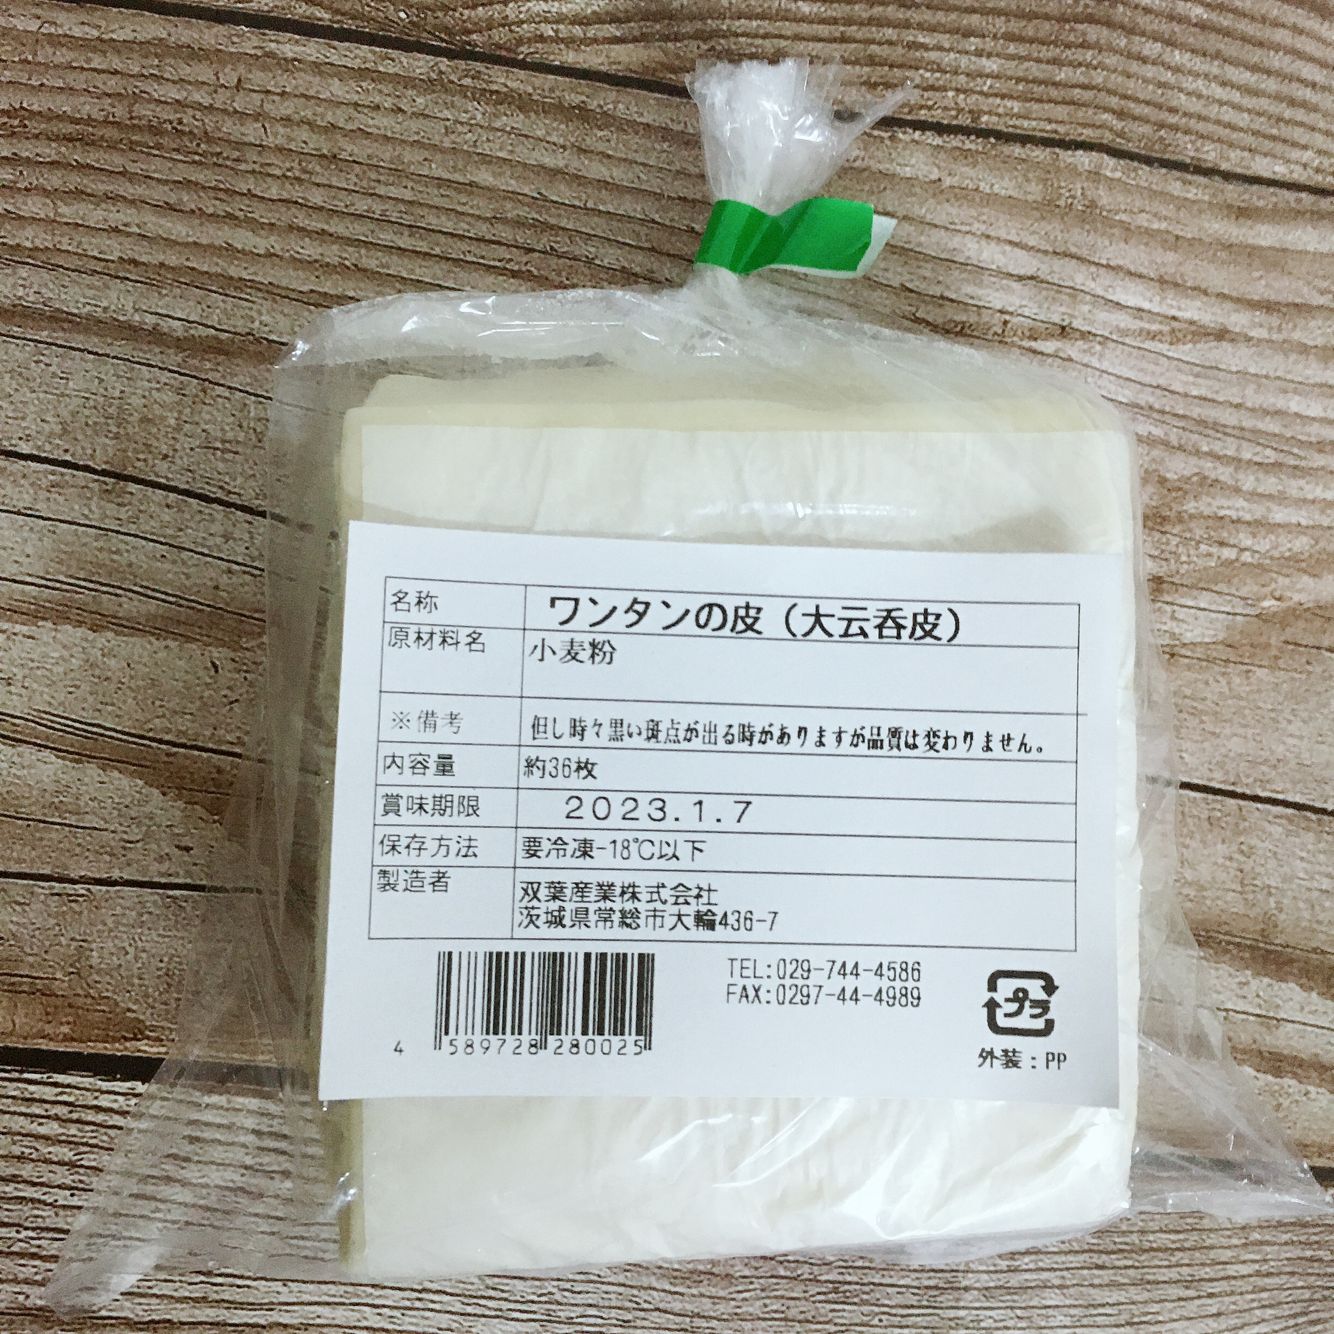 名称 ワンタンの皮（大云呑皮）
原材料名 小麦粉
※備考 但し時々黒い斑点が出る時がありますが品質は変わりません。
内容量 約36枚
賞味期限 2023.1.7
保存方法 要冷凍-18℃以下
製造者 双葉産業株式会社
茨城県常総市大輪436-7
TEL:029-744-4586
FAX:0297-44-4989
4 589728 280025
プラ
外装：PP